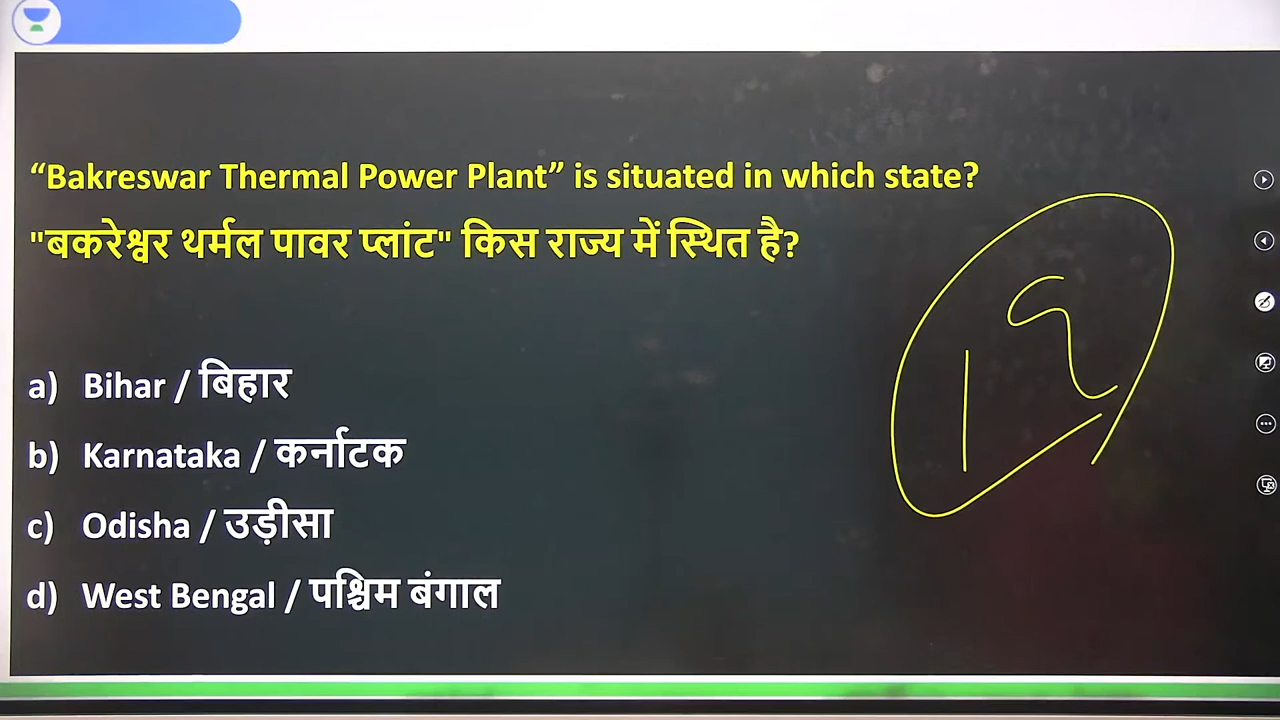 “Bakreswar Thermal Power Plant” is situated in which state?
"बकरेश्वर थर्मल पावर प्लांट" किस राज्य में स्थित है?
a) Bihar / बिहार
b) Karnataka / कर्नाटक
c) Odisha / उड़ीसा
d) West Bengal / पश्चिम बंगाल